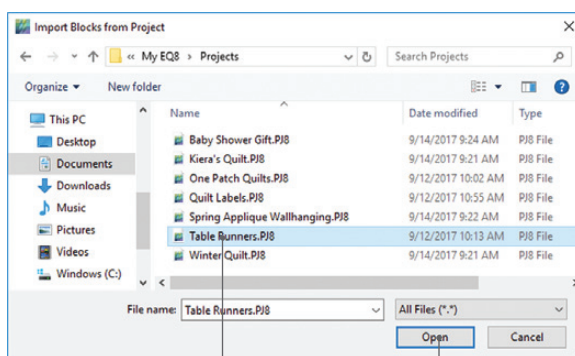 Import Blocks from Project
« My EQ8 › Projects
Search Projects
Organize
New folder
Name
Date modified
Type
This PC
Desktop
Documents
Downloads
Music
Pictures
Videos
Windows (C:)
Baby Shower Gift.PJ8 9/14/2017 9:24 AM PJ8 File
Kiera's Quilt.PJ8 9/14/2017 9:21 AM PJ8 File
One Patch Quilts.PJ8 9/12/2017 10:02 AM PJ8 File
Quilt Labels.PJ8 9/12/2017 10:55 AM PJ8 File
Spring Applique Wallhanging.PJ8 9/14/2017 9:22 AM PJ8 File
Table Runners.PJ8 9/12/2017 10:13 AM PJ8 File
Winter Quilt.PJ8 9/14/2017 9:21 AM PJ8 File
File name: Table Runners.PJ8 All Files (*.*)
Open Cancel